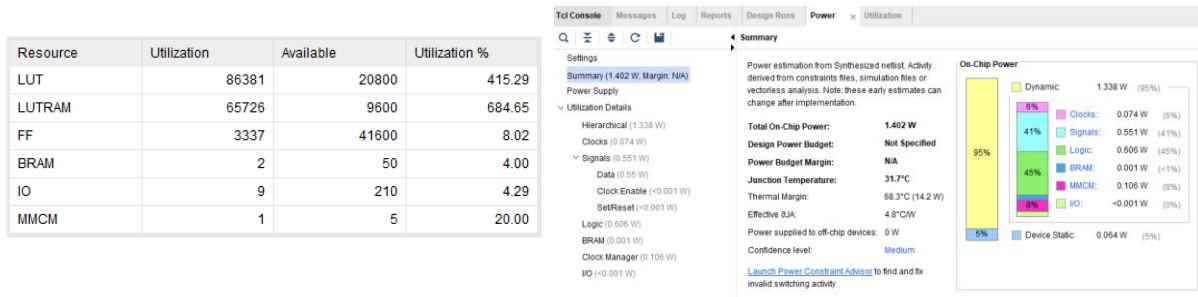 Resource Utilization Available Utilization %
LUT 86381 20800 415.29
LUTRAM 65726 9600 684.65
FF 3337 41600 8.02
BRAM 2 50 4.00
IO 9 210 4.29
MMCM 1 5 20.00
Tcl Console Messages Log Reports Design Runs Power × Utilization
Summary
Settings
Summary (1.402 W, Margin: N/A)
Power Supply
Utilization Details
Hierarchical (1.338 W)
Clocks (0.074 W)
Signals (0.551 W)
Data (0.55 W)
Clock Enable (<0.001 W)
Set/Reset (<0.001 W)
Logic (0.606 W)
BRAM (0.001 W)
Clock Manager (0.106 W)
I/O (<0.001 W)
Power estimation from Synthesized netlist. Activity
derived from constraints files, simulation files or
vectorless analysis. Note: these early estimates can
change after implementation.
Total On-Chip Power: 1.402 W
Design Power Budget: Not Specified
Power Budget Margin: N/A
Junction Temperature: 31.7°C
Thermal Margin: 68.3°C (14.2 W)
Effective ϑJA: 4.8°C/W
Power supplied to off-chip devices: 0 W
Confidence level: Medium
Launch Power Constraint Advisor to find and fix
invalid switching activity
On-Chip Power
95%
5%
Dynamic: 1.338 W (95%)
6%
41%
45%
8%
Clocks: 0.074 W (6%)
Signals: 0.551 W (41%)
Logic: 0.606 W (45%)
BRAM: 0.001 W (<1%)
MMCM: 0.106 W (8%)
I/O: <0.001 W (0%)
Device Static: 0.064 W (5%)